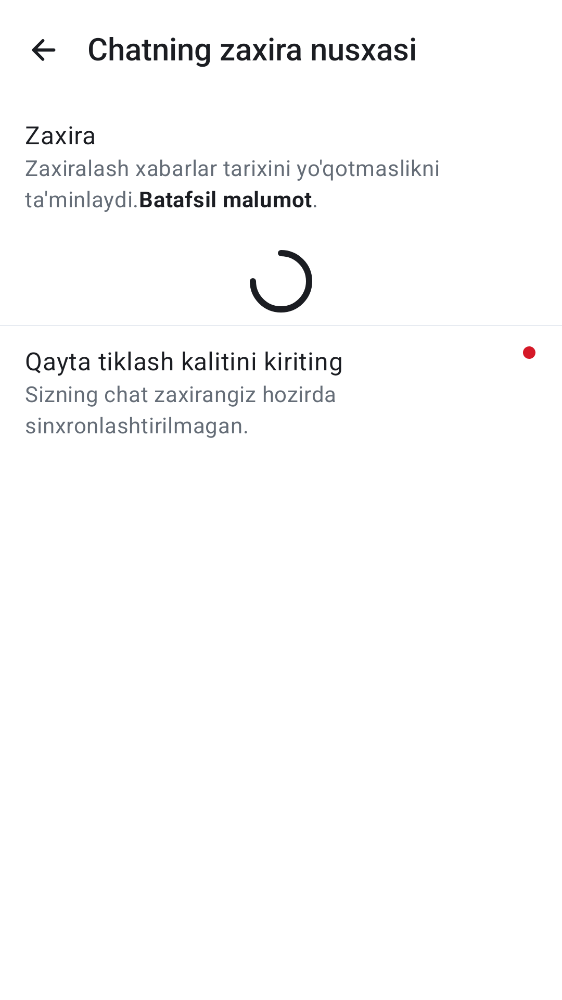 Chatning zaxira nusxasi
Zaxira
Zaxiralash xabarlar tarixini yo'qotmaslikni
ta'minlaydi.Batafsil malumot.
Qayta tiklash kalitini kiriting
Sizning chat zaxirangiz hozirda
sinxronlashtirilmagan.